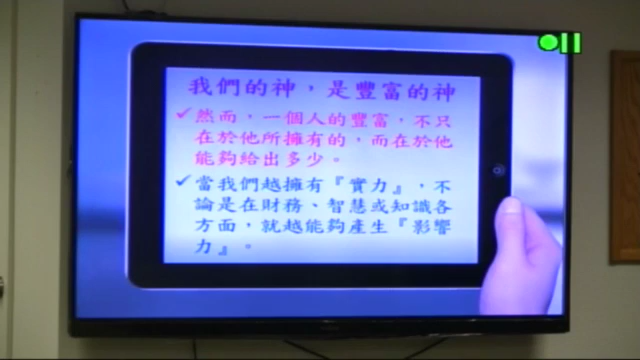 我們的神，是豐富的神
✓然而，一個人的豐富，不只
在於他所擁有的，而在於他
能夠給出多少。
✓當我們越擁有『實力』，不
論是在財務、智慧或知識各
方面，就越能夠產生『影響
力』。